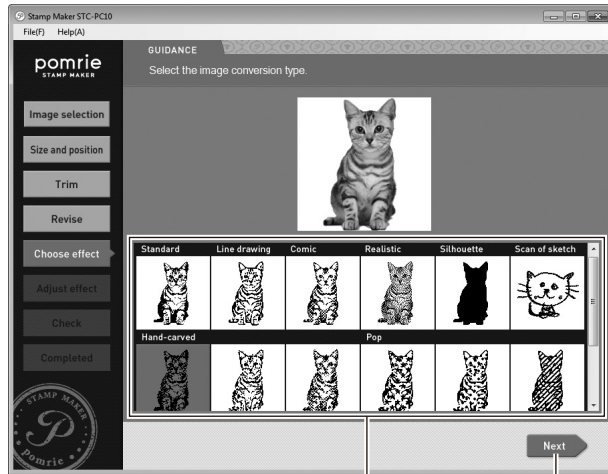 Stamp Maker STC-PC10
File(F) Help(A)
pomrie
STAMP MAKER
GUIDANCE
Select the image conversion type.
Image selection
Size and position
Trim
Revise
Choose effect
Adjust effect
Check
Completed
Standard Line drawing Comic Realistic Silhouette Scan of sketch
Hand-carved Pop
STAMP MAKER
P
Pomrie
Next